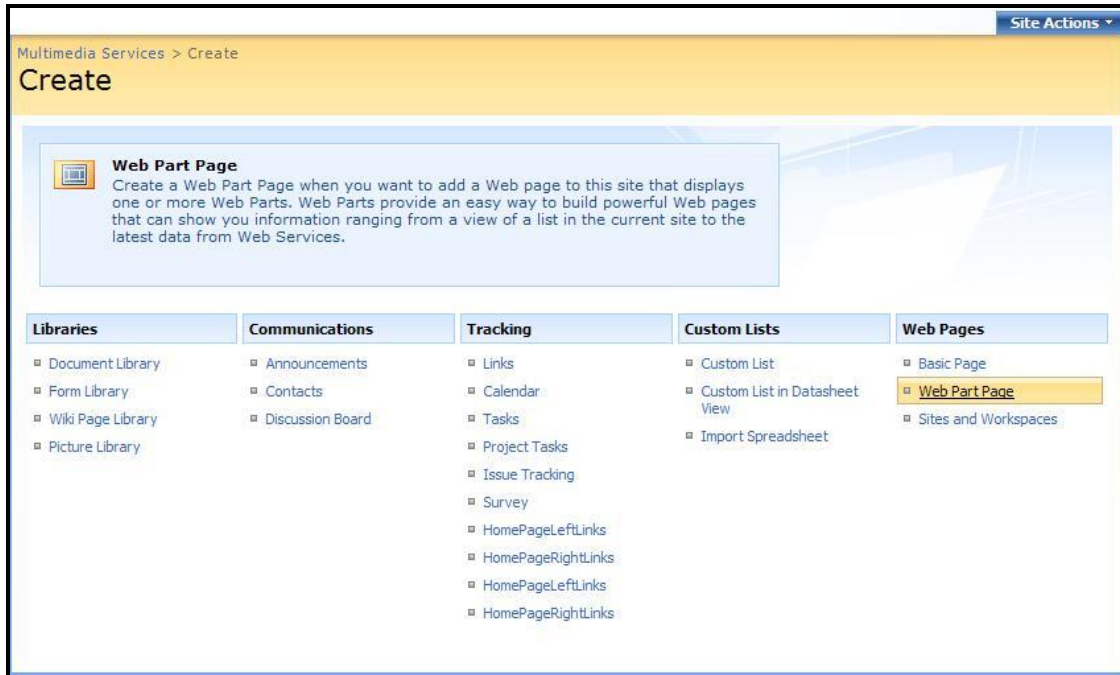 Site Actions
Multimedia Services > Create
Create
Web Part Page
Create a Web Part Page when you want to add a Web page to this site that displays
one or more Web Parts. Web Parts provide an easy way to build powerful Web pages
that can show you information ranging from a view of a list in the current site to the
latest data from Web Services.
Libraries
Document Library
Form Library
Wiki Page Library
Picture Library
Communications
Announcements
Contacts
Discussion Board
Tracking
Links
Calendar
Tasks
Project Tasks
Issue Tracking
Survey
HomePageLeftLinks
HomePageRightLinks
HomePageLeftLinks
HomePageRightLinks
Custom Lists
Custom List
Custom List in Datasheet
View
Import Spreadsheet
Web Pages
Basic Page
Web Part Page
Sites and Workspaces